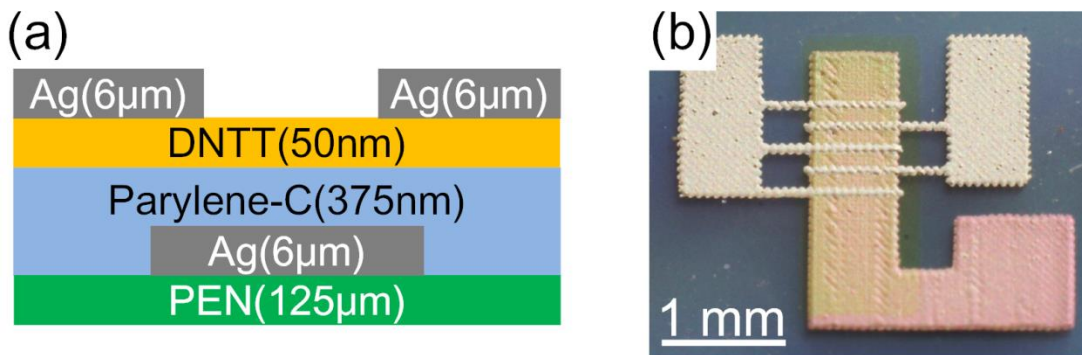 (a)
Ag(6μm)
Ag(6μm)
DNTT(50nm)
Parylene-C(375nm)
Ag(6μm)
PEN(125μm)
(b)
1 mm